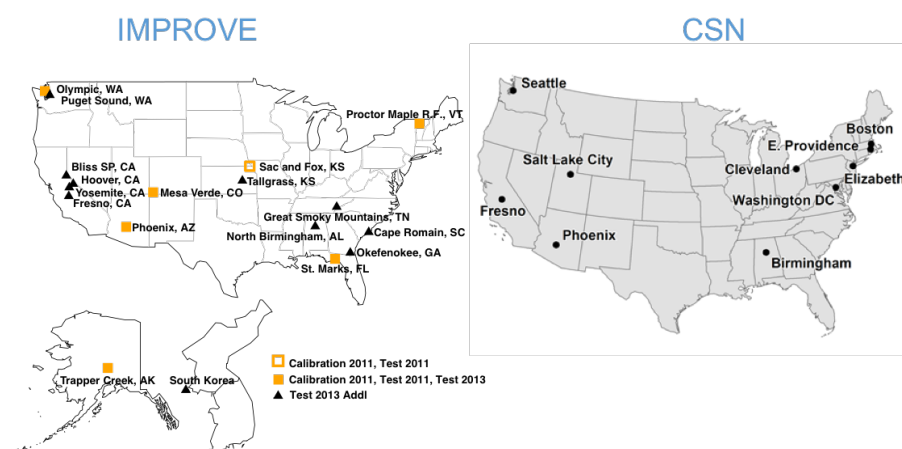 IMPROVE
Olympic, WA
Puget Sound, WA
Proctor Maple R.F., VT
Bliss SP, CA
Hoover, CA
Yosemite, CA
Fresno, CA
Mesa Verde, CO
Sac and Fox, KS
Tallgrass, KS
Phoenix, AZ
Great Smoky Mountains, TN
North Birmingham, AL
Cape Romain, SC
Okefenokee, GA
St. Marks, FL
Trapper Creek, AK
South Korea
Calibration 2011, Test 2011
Calibration 2011, Test 2011, Test 2013
Test 2013 Addl
CSN
Seattle
Boston
E. Providence
Salt Lake City
Cleveland
Elizabeth
Washington DC
Fresno
Phoenix
Birmingham